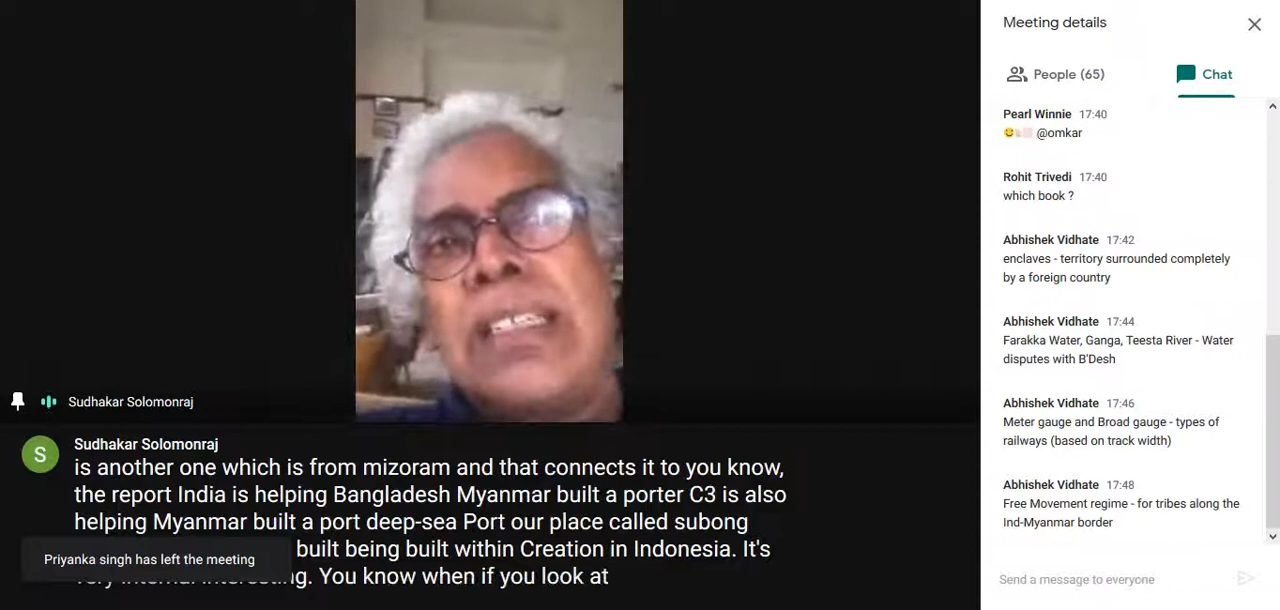 Sudhakar Solomonraj
S
Sudhakar Solomonraj
is another one which is from mizoram and that connects it to you know,
the report India is helping Bangladesh Myanmar built a porter C3 is also
helping Myanmar built a port deep-sea Port our place called subong
built being built within Creation in Indonesia. It's
Priyanka singh has left the meeting
You know when if you look at
Meeting details
People (65)
Chat
Pearl Winnie 17:40
@omkar
Rohit Trivedi 17:40
which book ?
Abhishek Vidhate 17:42
enclaves - territory surrounded completely
by a foreign country
Abhishek Vidhate 17:44
Farakka Water, Ganga, Teesta River - Water
disputes with B'Desh
Abhishek Vidhate 17:46
Meter gauge and Broad gauge - types of
railways (based on track width)
Abhishek Vidhate 17:48
Free Movement regime - for tribes along the
Ind-Myanmar border
Send a message to everyone